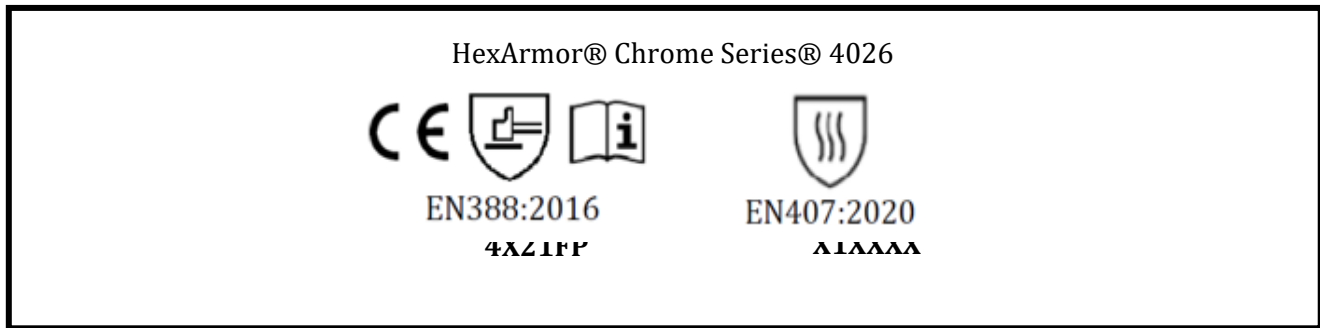 HexArmor® Chrome Series® 4026
CE i
EN388:2016 EN407:2020
4X21FP X1XXXX